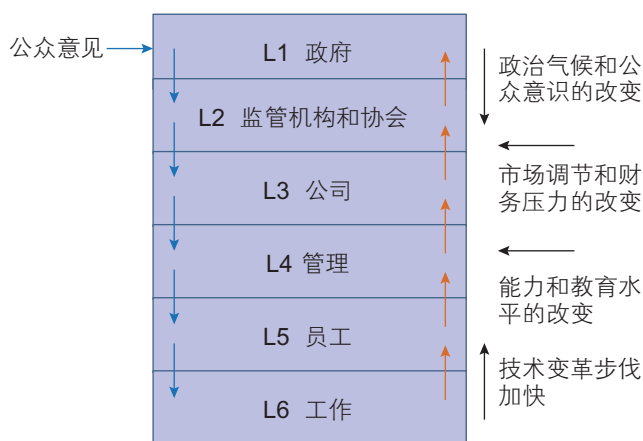 公众意见
L1 政府
L2 监管机构和协会
L3 公司
L4 管理
L5 员工
L6 工作
政治气候和公
众意识的改变
市场调节和财
务压力的改变
能力和教育水
平的改变
技术变革步伐
加快